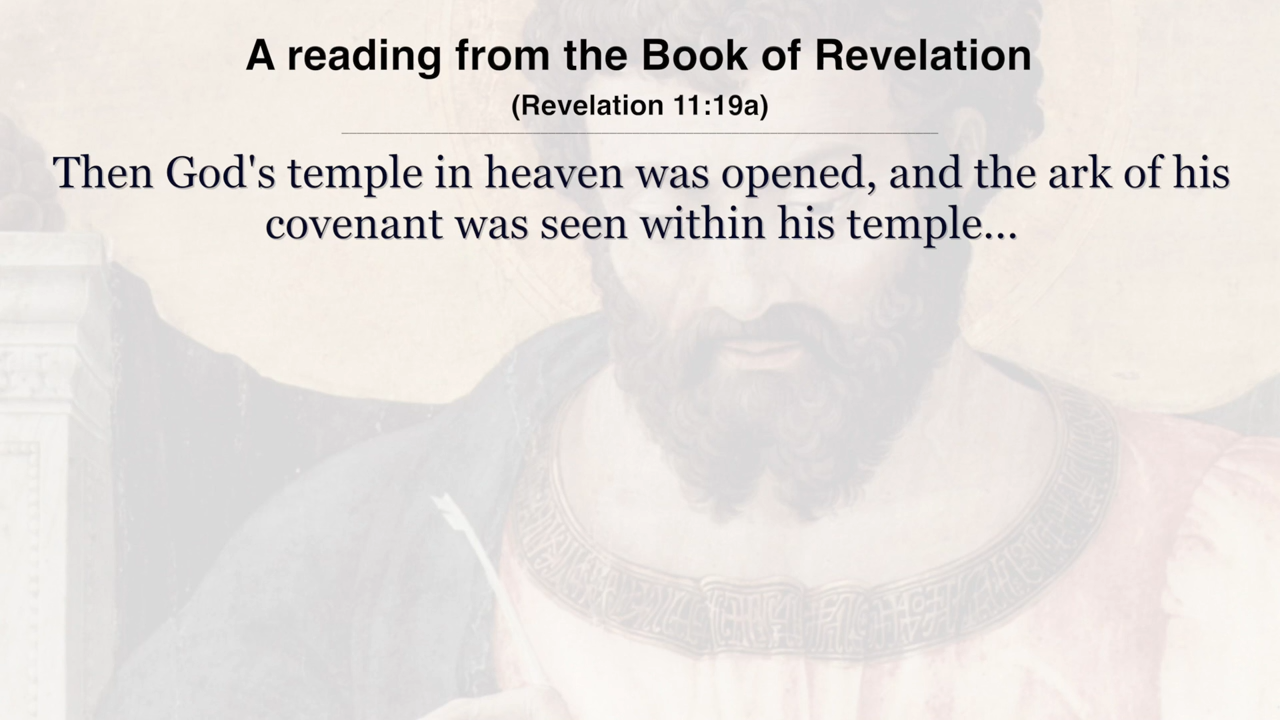 A reading from the Book of Revelation
(Revelation 11:19a)
Then God's temple in heaven was opened, and the ark of his
covenant was seen within his temple...